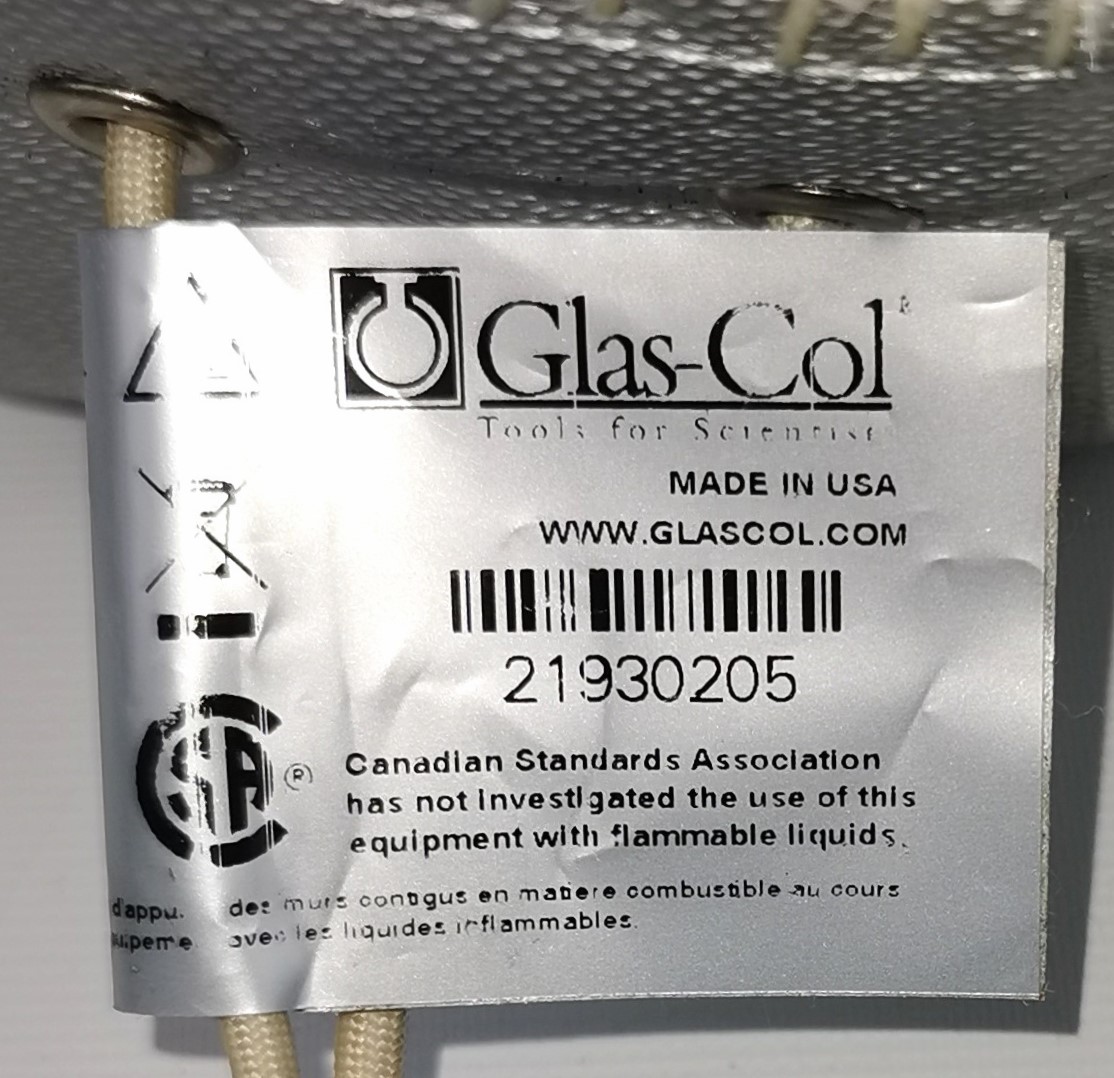 Glas-Col®
Tools for Scientist
MADE IN USA
WWW.GLASCOL.COM
21930205
SA ®
Canadian Standards Association
has not investigated the use of this
equipment with flammable liquids.
d'appu. des murs contigus en matiere combustible au cours
avec les liquides inflammables.